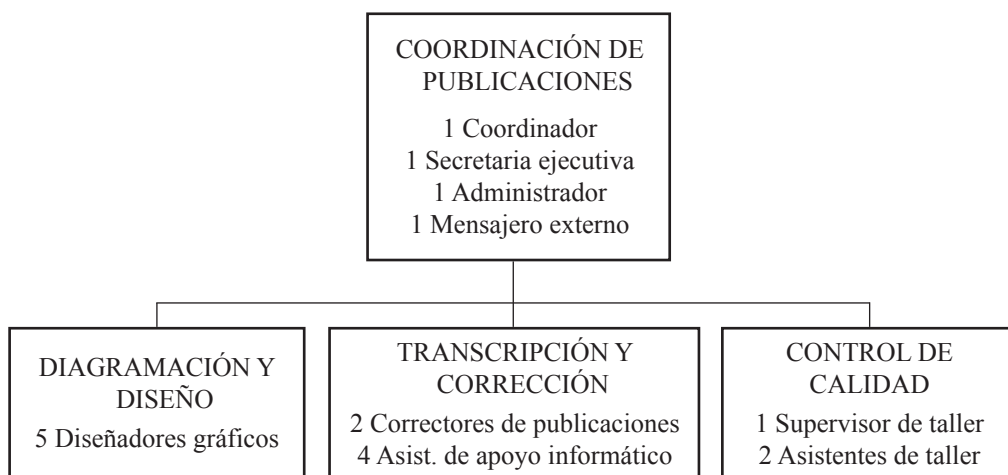 COORDINACIÓN DE
PUBLICACIONES
1 Coordinador
1 Secretaria ejecutiva
1 Administrador
1 Mensajero externo
DIAGRAMACIÓN Y
DISEÑO
5 Diseñadores gráficos
TRANSCRIPCIÓN Y
CORRECCIÓN
2 Correctores de publicaciones
4 Asist. de apoyo informático
CONTROL DE
CALIDAD
1 Supervisor de taller
2 Asistentes de taller